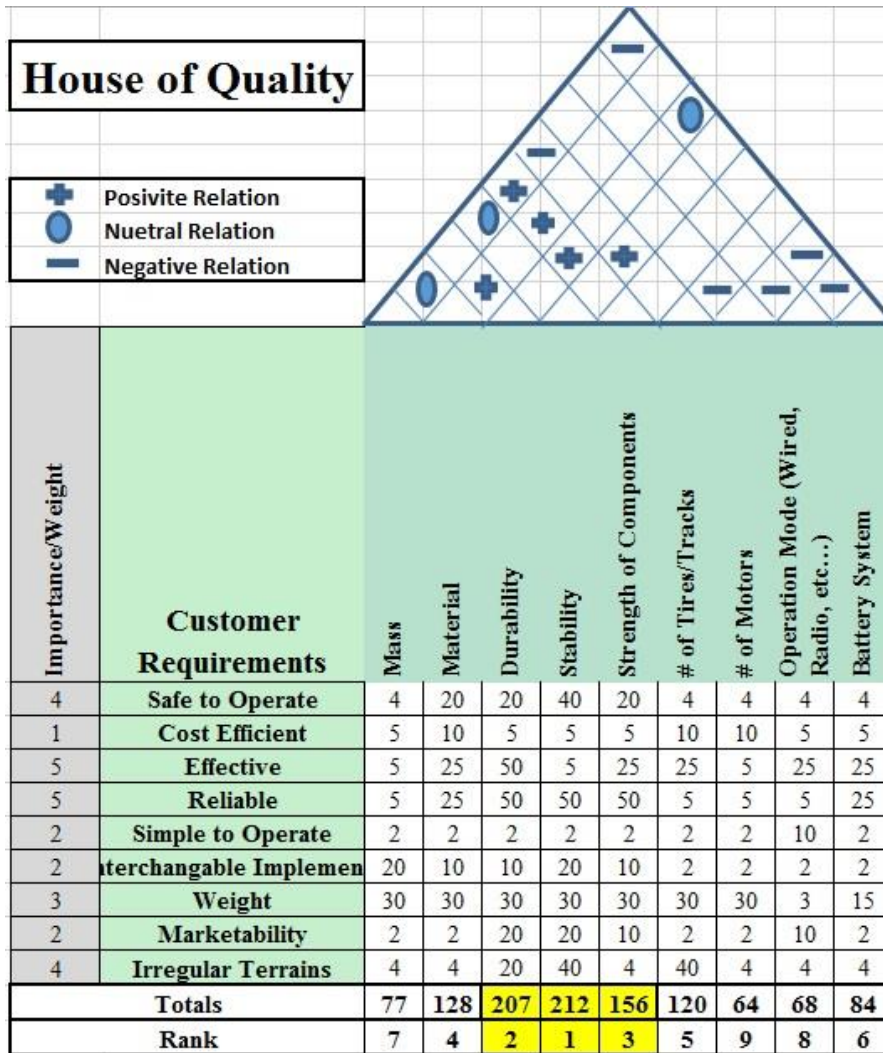 House of Quality
Posivite Relation
Nuetral Relation
Negative Relation
Importance/Weight
Customer
Requirements
Mass
Material
Durability
Stability
Strength of Components
# of Tires/Tracks
# of Motors
Operation Mode (Wired,
Radio, etc...)
Battery System
4 Safe to Operate 4 20 20 40 20 4 4 4 4
1 Cost Efficient 5 10 5 5 5 10 10 5 5
5 Effective 5 25 50 5 25 25 5 25 25
5 Reliable 5 25 50 50 50 5 5 5 25
2 Simple to Operate 2 2 2 2 2 2 2 10 2
2 nterchangable Implemen 20 10 10 20 10 2 2 2 2
3 Weight 30 30 30 30 30 30 30 3 15
2 Marketability 2 2 20 20 10 2 2 10 2
4 Irregular Terrains 4 4 20 40 4 40 4 4 4
Totals 77 128 207 212 156 120 64 68 84
Rank 7 4 2 1 3 5 9 8 6